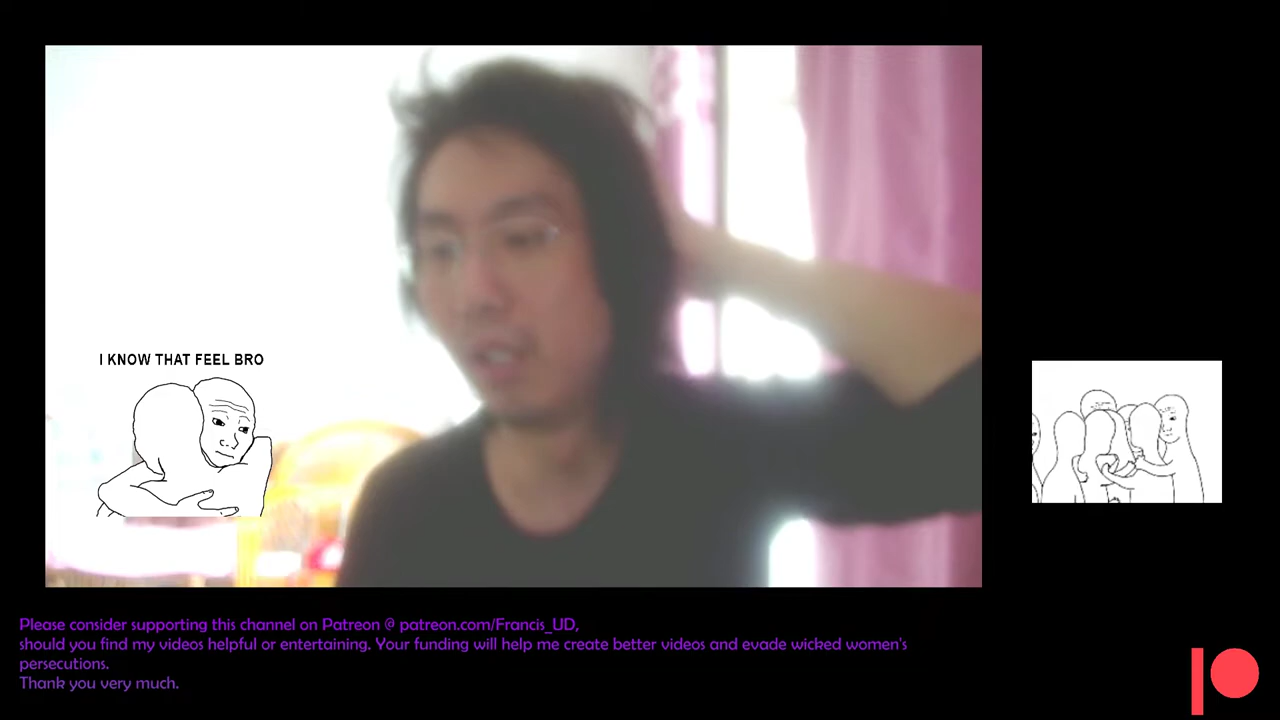 I KNOW THAT FEEL BRO
Please consider supporting this channel on Patreon @ patreon.com/Francis_UD,
should you find my videos helpful or entertaining. Your funding will help me create better videos and evade wicked women's
persecutions.
Thank you very much.